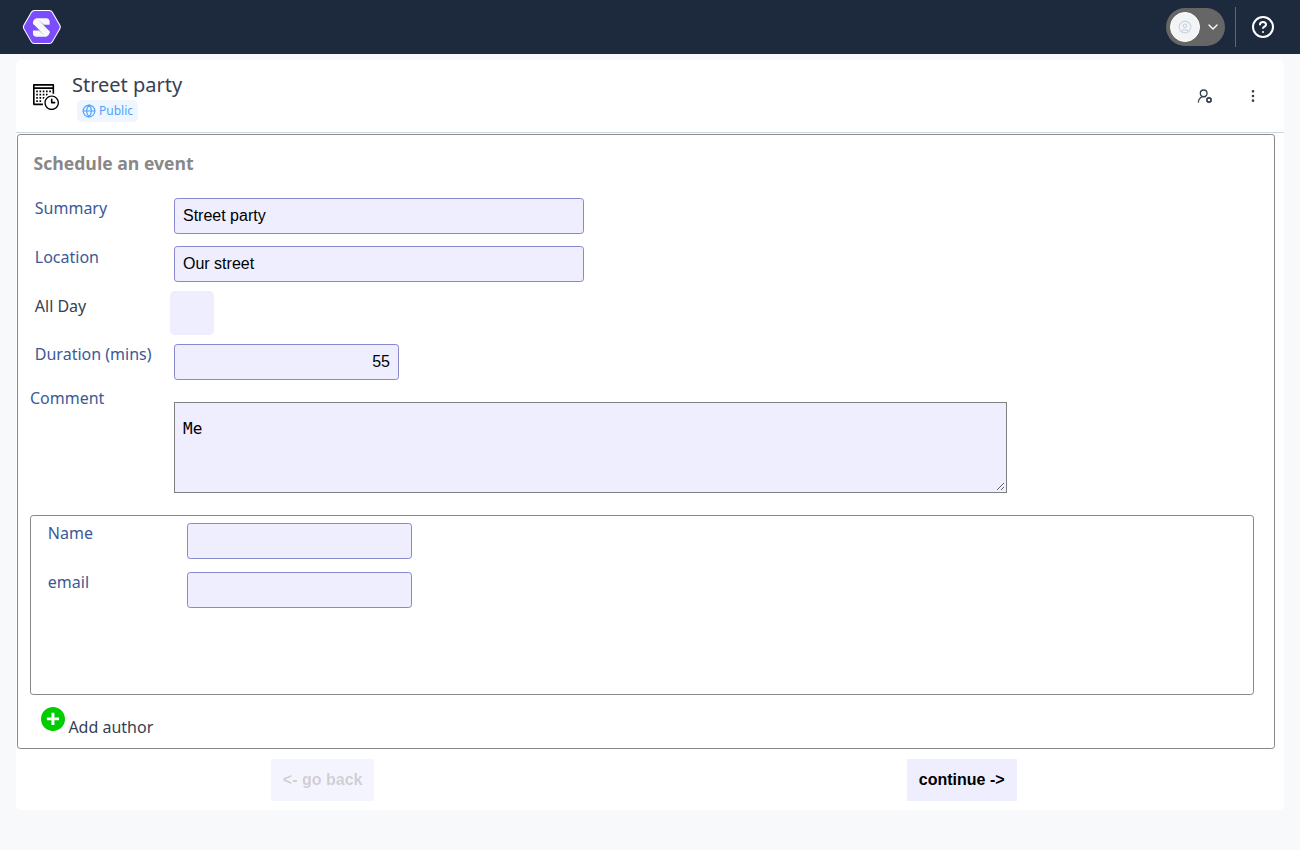 Street party
Public
Schedule an event
Summary
Street party
Location
Our street
All Day
Duration (mins)
55
Comment
Me
Name
email
Add author
<- go back
continue ->